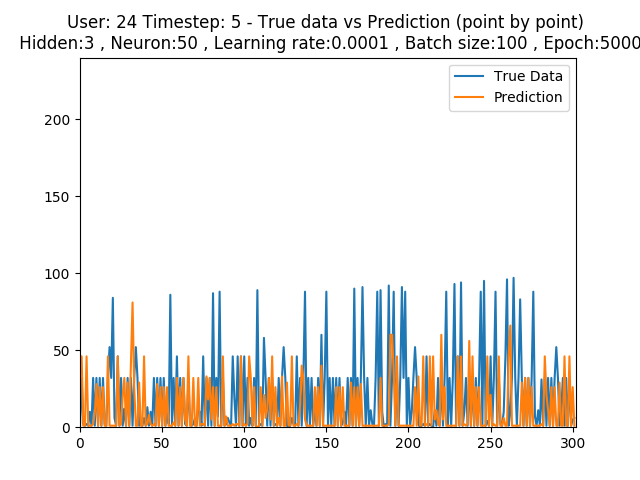 User: 24 Timestep: 5 - True data vs Prediction (point by point)
Hidden:3 , Neuron:50 , Learning rate:0.0001 , Batch size:100 , Epoch:5000
True Data
Prediction
200
150
100
50
0
0 50 100 150 200 250 300